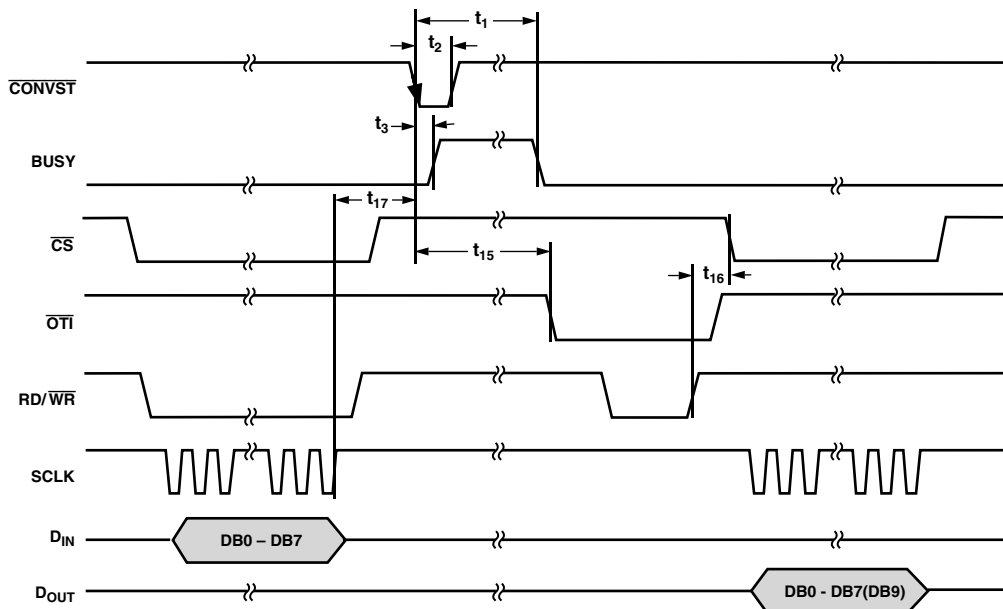 t1
t2
CONVST
t3
BUSY
t17
CS
t15
t16
OTI
RD/WR
SCLK
DIN
DB0 – DB7
DOUT
DB0 - DB7(DB9)